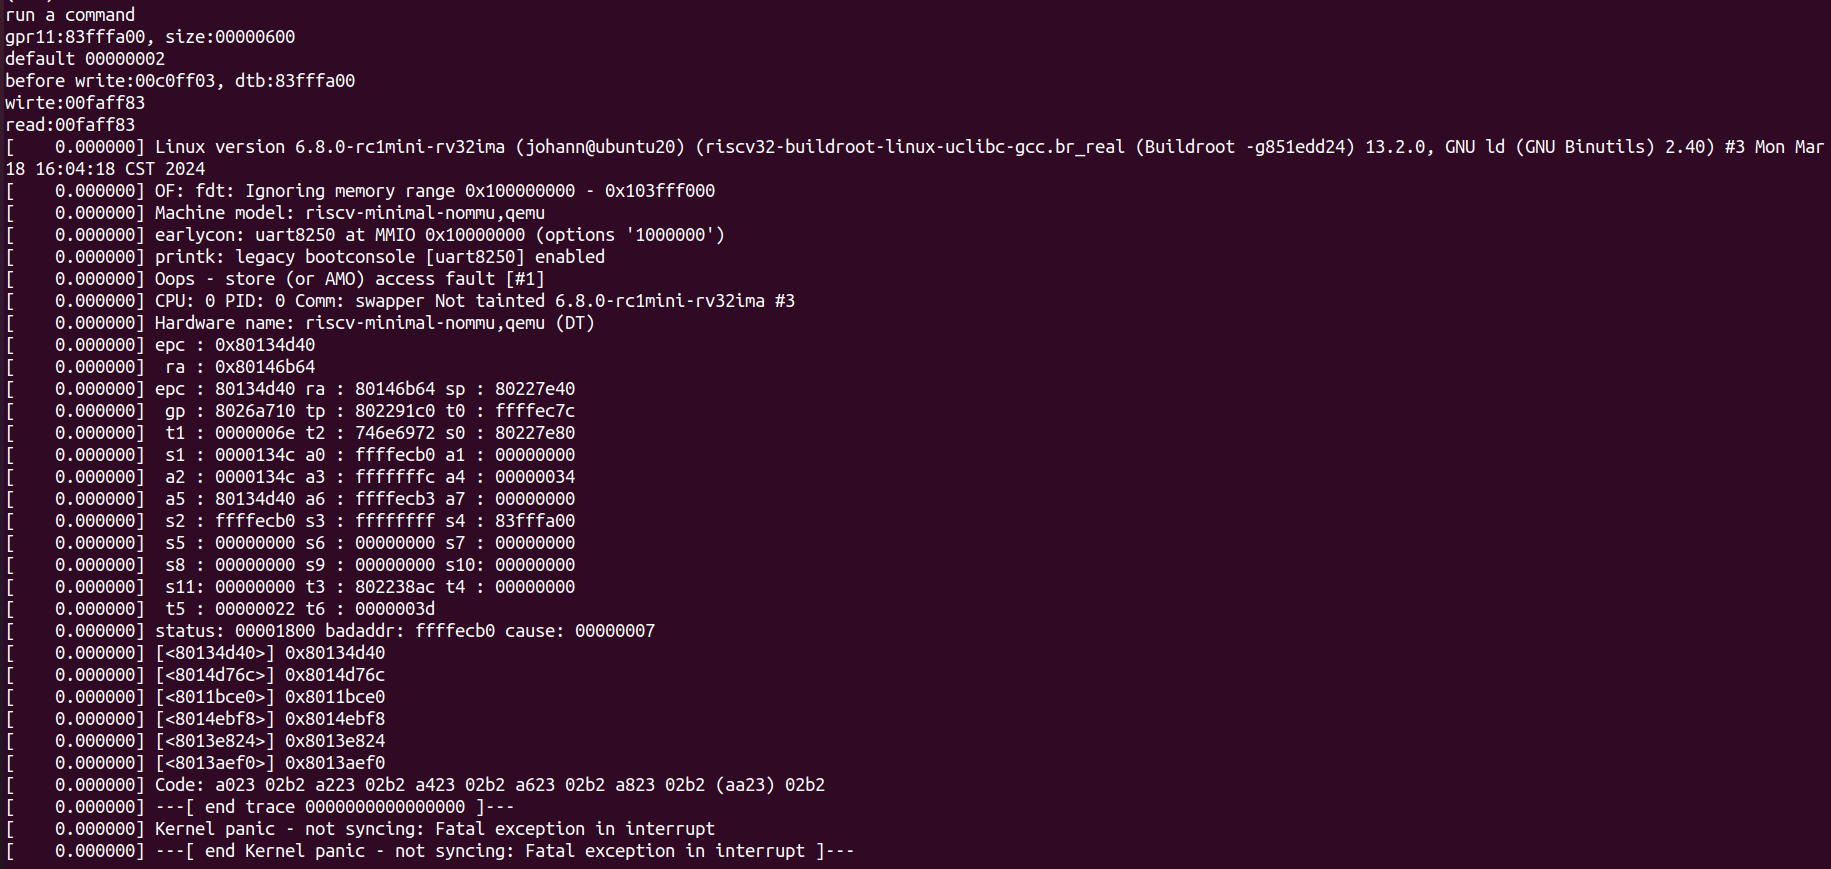 run a command
gpr11:83fffa00, size:00000600
default 00000002
before write:00c0ff03, dtb:83fffa00
wirte:00faff83
read:00faff83
[    0.000000] Linux version 6.8.0-rc1mini-rv32ima (johann@ubuntu20) (riscv32-buildroot-linux-uclibc-gcc.br_real (Buildroot -g851edd24) 13.2.0, GNU ld (GNU Binutils) 2.40) #3 Mon Mar
18 16:04:18 CST 2024
[    0.000000] OF: fdt: Ignoring memory range 0x100000000 - 0x103fff000
[    0.000000] Machine model: riscv-minimal-nommu,qemu
[    0.000000] earlycon: uart8250 at MMIO 0x10000000 (options '1000000')
[    0.000000] printk: legacy bootconsole [uart8250] enabled
[    0.000000] Oops - store (or AMO) access fault [#1]
[    0.000000] CPU: 0 PID: 0 Comm: swapper Not tainted 6.8.0-rc1mini-rv32ima #3
[    0.000000] Hardware name: riscv-minimal-nommu,qemu (DT)
[    0.000000] epc : 0x80134d40
[    0.000000]  ra : 0x80146b64
[    0.000000] epc : 80134d40 ra : 80146b64 sp : 80227e40
[    0.000000]  gp : 8026a710 tp : 802291c0 t0 : ffffec7c
[    0.000000]  t1 : 0000006e t2 : 746e6972 s0 : 80227e80
[    0.000000]  s1 : 0000134c a0 : ffffecb0 a1 : 00000000
[    0.000000]  a2 : 0000134c a3 : fffffffc a4 : 00000034
[    0.000000]  a5 : 80134d40 a6 : ffffecb3 a7 : 00000000
[    0.000000]  s2 : ffffecb0 s3 : ffffffff s4 : 83fffa00
[    0.000000]  s5 : 00000000 s6 : 00000000 s7 : 00000000
[    0.000000]  s8 : 00000000 s9 : 00000000 s10: 00000000
[    0.000000]  s11: 00000000 t3 : 802238ac t4 : 00000000
[    0.000000]  t5 : 00000022 t6 : 0000003d
[    0.000000] status: 00001800 badaddr: ffffecb0 cause: 00000007
[    0.000000] [<80134d40>] 0x80134d40
[    0.000000] [<8014d76c>] 0x8014d76c
[    0.000000] [<8011bce0>] 0x8011bce0
[    0.000000] [<8014ebf8>] 0x8014ebf8
[    0.000000] [<8013e824>] 0x8013e824
[    0.000000] [<8013aef0>] 0x8013aef0
[    0.000000] Code: a023 02b2 a223 02b2 a423 02b2 a623 02b2 a823 02b2 (aa23) 02b2
[    0.000000] ---[ end trace 0000000000000000 ]---
[    0.000000] Kernel panic - not syncing: Fatal exception in interrupt
[    0.000000] ---[ end Kernel panic - not syncing: Fatal exception in interrupt ]---